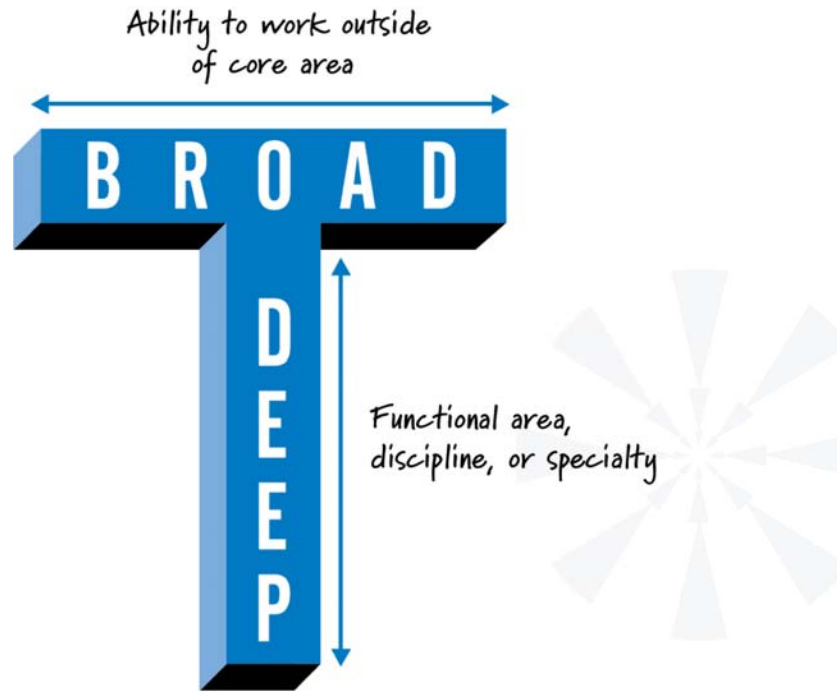 Ability to work outside
of core area
BROAD
DEEP
Functional area,
discipline, or specialty